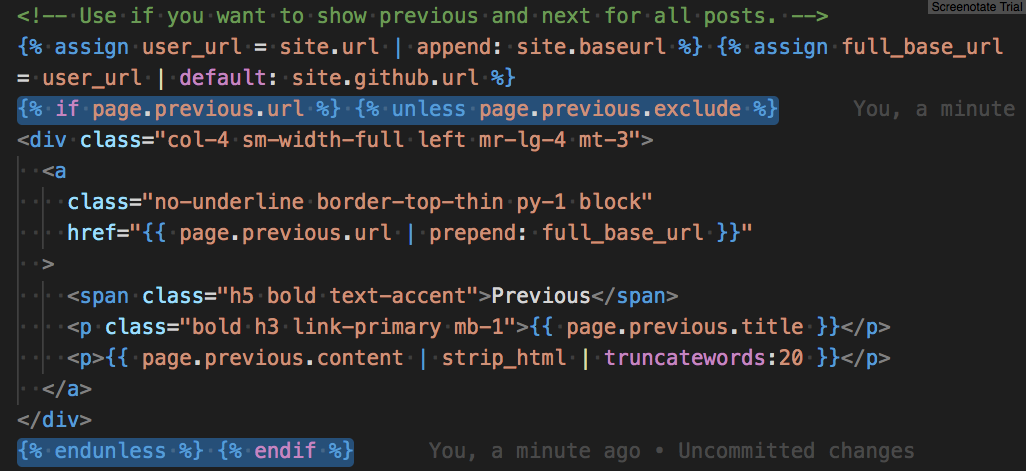 Screenotate Trial
<!-- Use if you want to show previous and next for all posts. -->
{% assign user_url = site.url | append: site.baseurl %} {% assign full_base_url
= user_url | default: site.github.url %}
{% if page.previous.url %} {% unless page.previous.exclude %} You, a minute
<div class="col-4 sm-width-full left mr-lg-4 mt-3">
  <a
    class="no-underline border-top-thin py-1 block"
    href="{{ page.previous.url | prepend: full_base_url }}"
  >
    <span class="h5 bold text-accent">Previous</span>
    <p class="bold h3 link-primary mb-1">{{ page.previous.title }}</p>
    <p>{{ page.previous.content | strip_html | truncatewords:20 }}</p>
  </a>
</div>
{% endunless %} {% endif %} You, a minute ago • Uncommitted changes